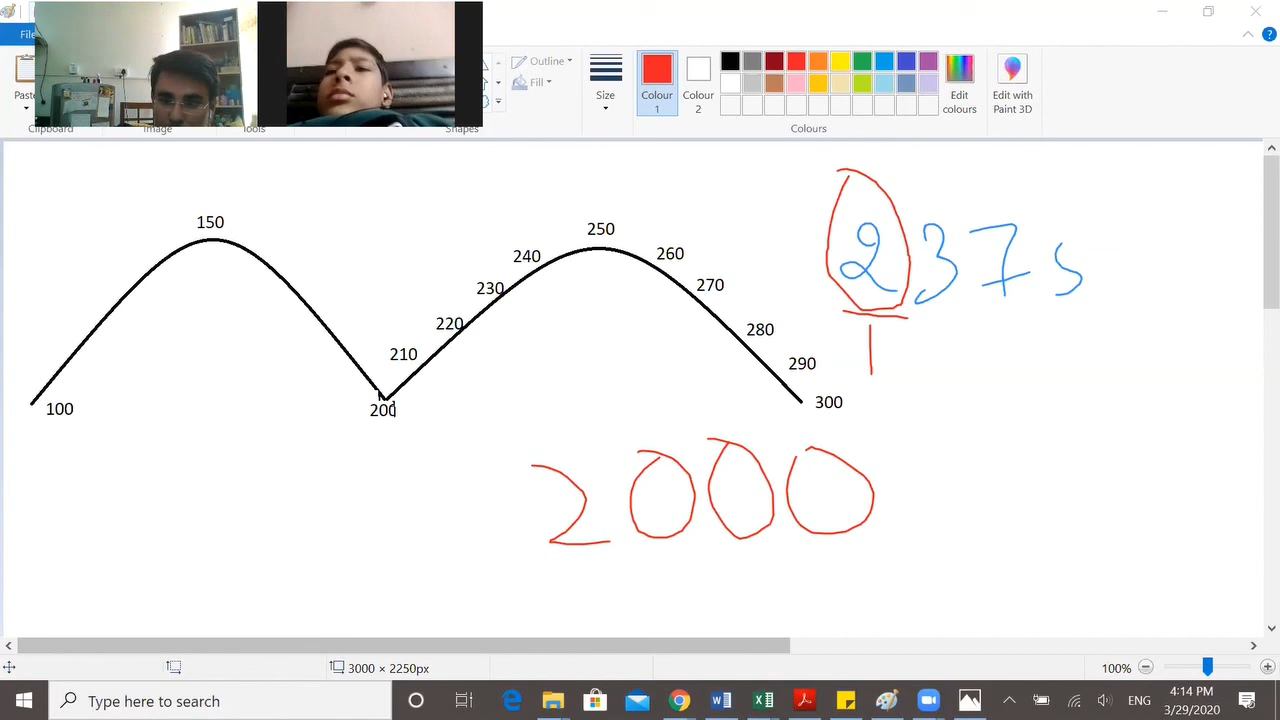 File
Paste
Clipboard
Image
Tools
Outline
Fill
Shapes
Size
Colour 1
Colour 2
Edit colours
Edit with Paint 3D
Colours
150
250
240
260
230
270
220
280
210
290
100
200
300
2375
1
2000
3000 × 2250px
100%
Type here to search
ENG
4:14 PM
3/29/2020